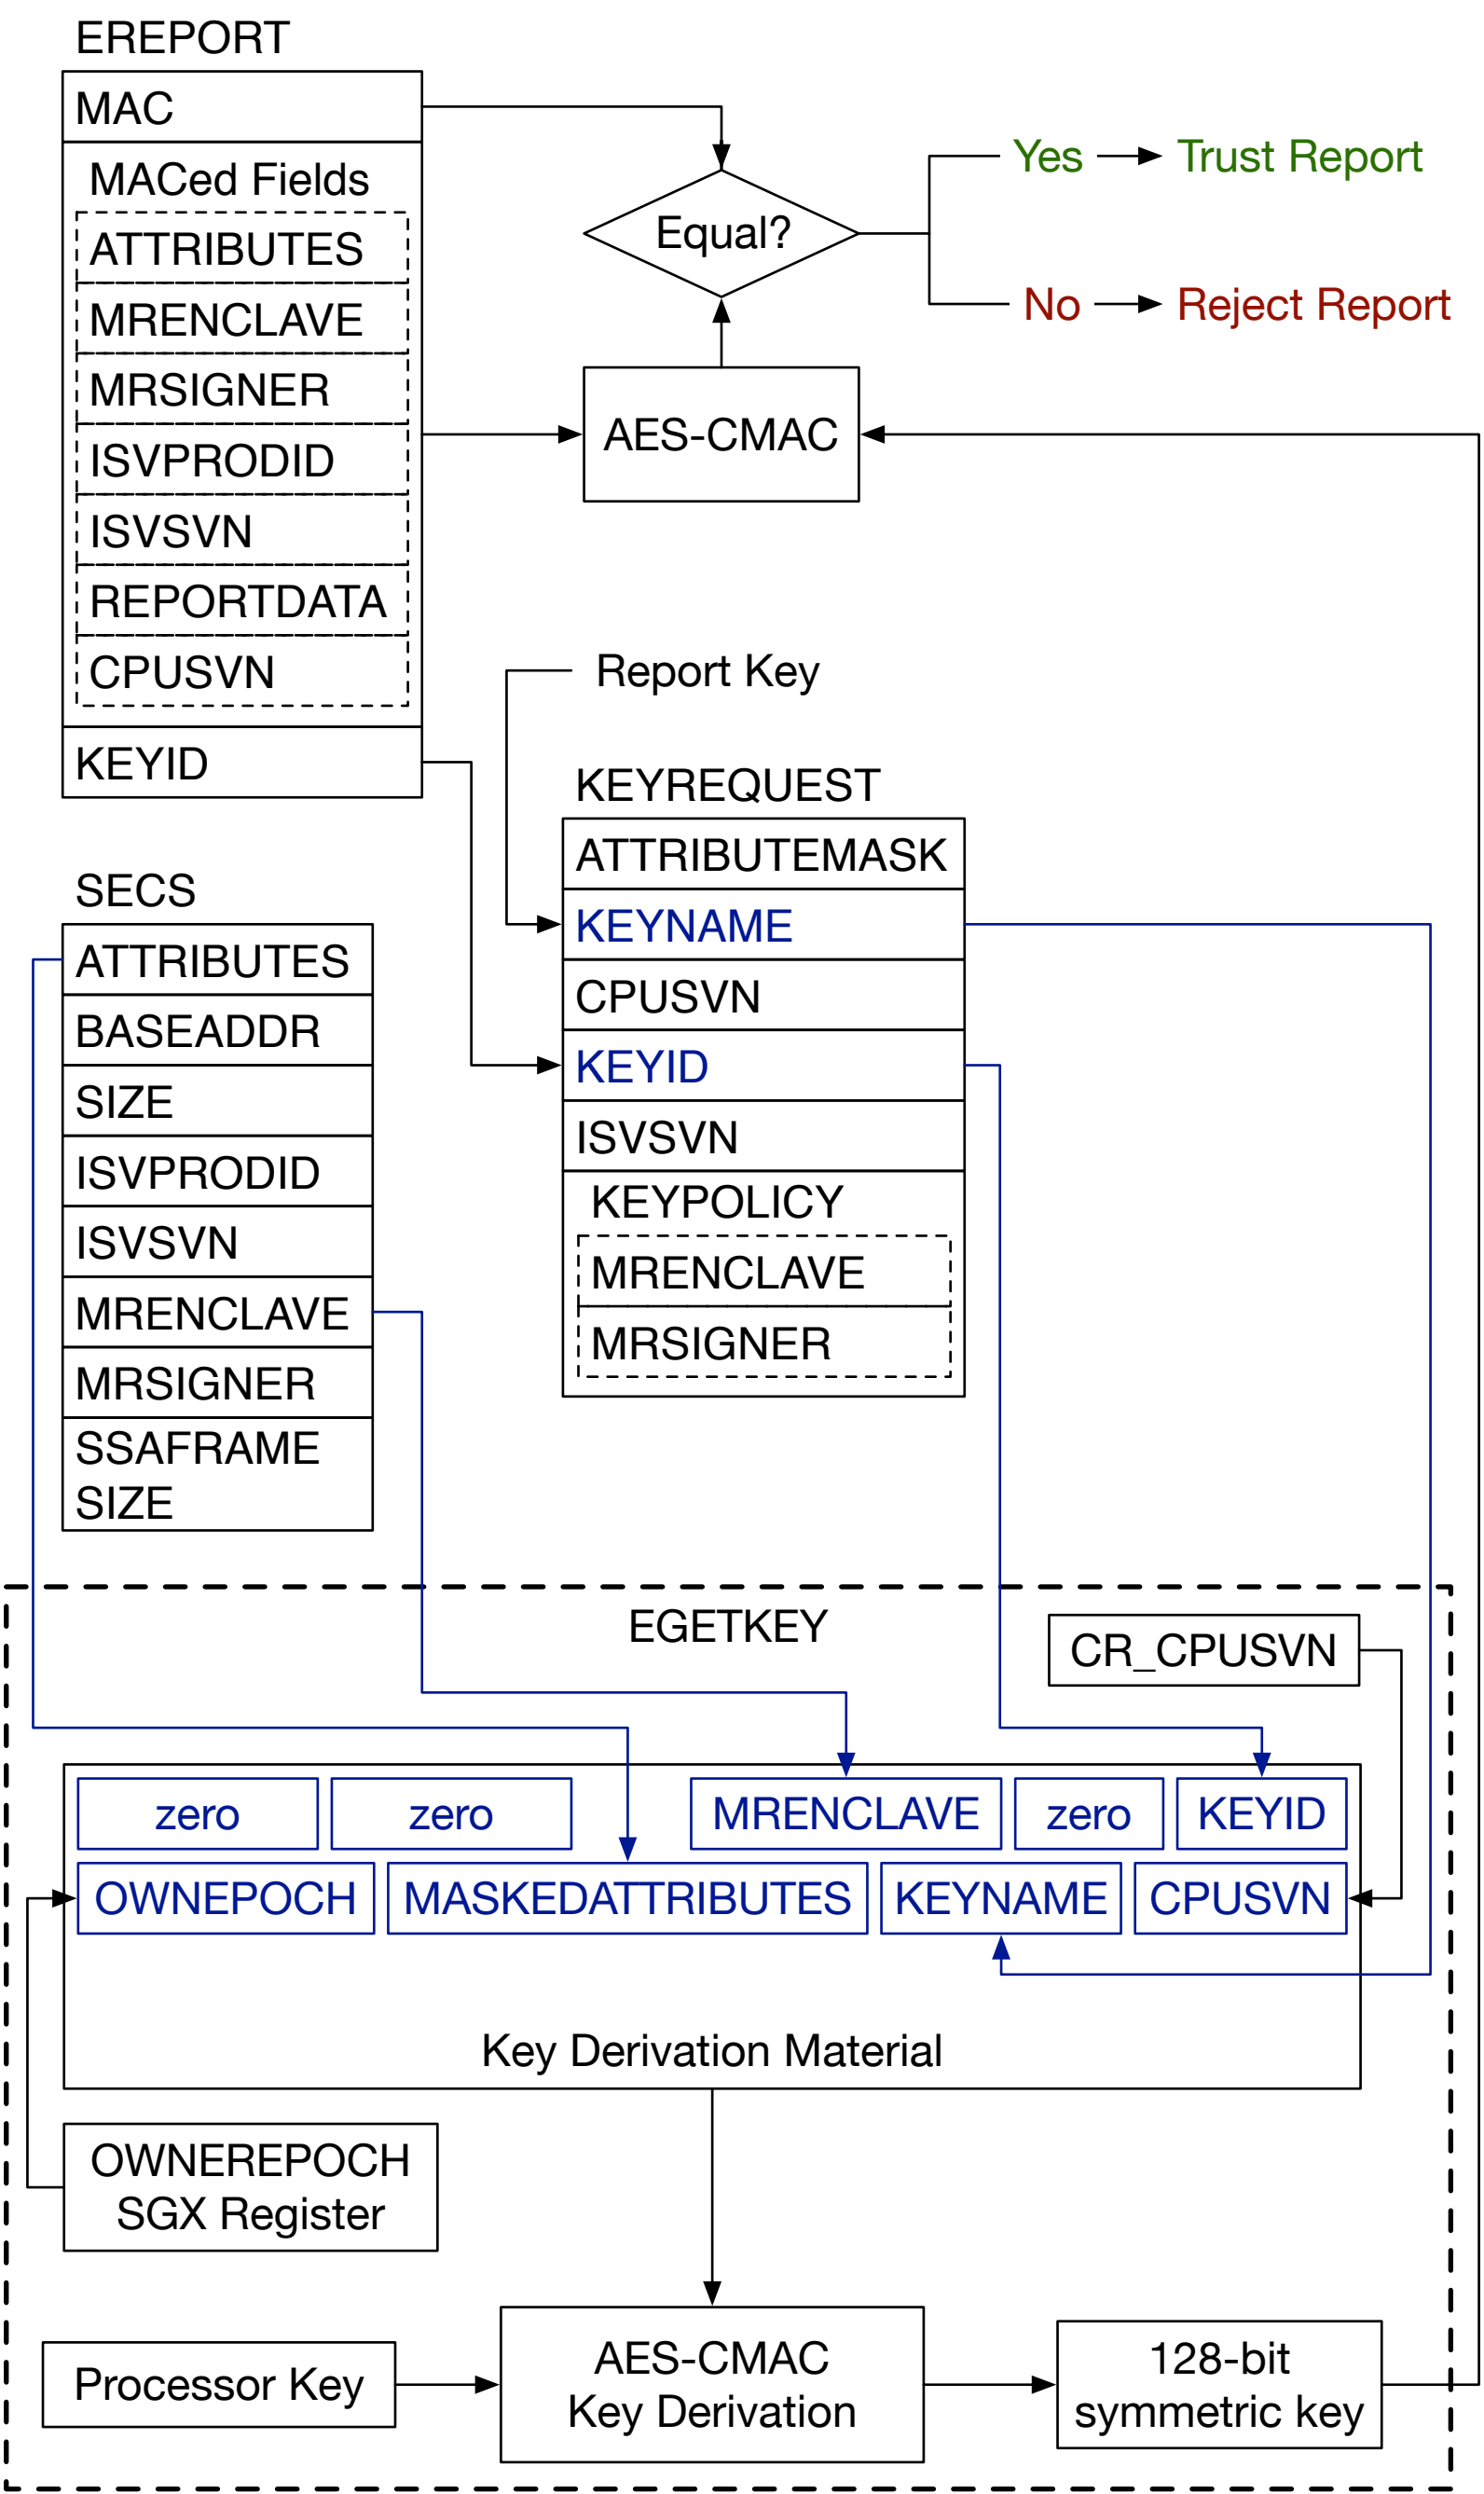 EREPORT
MAC
MACed Fields
ATTRIBUTES
MRENCLAVE
MRSIGNER
ISVPRODID
ISVSVN
REPORTDATA
CPUSVN
KEYID
Equal?
Yes
Trust Report
No
Reject Report
AES-CMAC
Report Key
KEYREQUEST
ATTRIBUTEMASK
KEYNAME
CPUSVN
KEYID
ISVSVN
KEYPOLICY
MRENCLAVE
MRSIGNER
SECS
ATTRIBUTES
BASEADDR
SIZE
ISVPRODID
ISVSVN
MRENCLAVE
MRSIGNER
SSAFRAME
SIZE
EGETKEY
CR_CPUSVN
zero
zero
MRENCLAVE
zero
KEYID
OWNEPOCH
MASKEDATTRIBUTES
KEYNAME
CPUSVN
Key Derivation Material
OWNEREPOCH
SGX Register
Processor Key
AES-CMAC
Key Derivation
128-bit
symmetric key